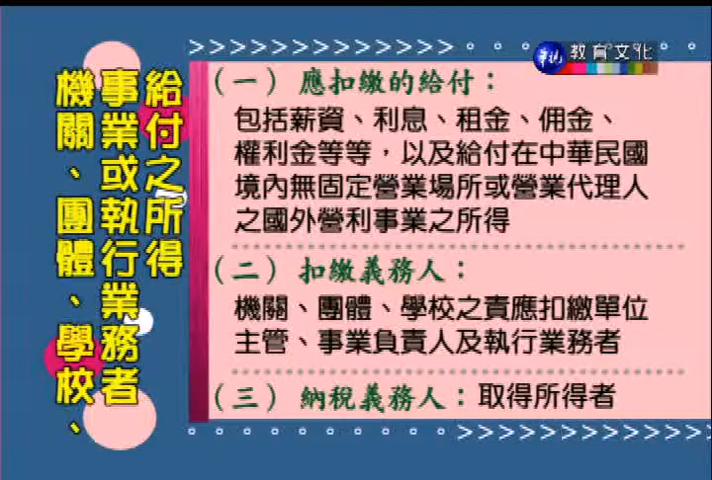 華視 教育文化
機關、團體、學校、
事業或執行業務者
給付之所得
(一)應扣繳的給付：
包括薪資、利息、租金、佣金、
權利金等等，以及給付在中華民國
境內無固定營業場所或營業代理人
之國外營利事業之所得
(二)扣繳義務人：
機關、團體、學校之責應扣繳單位
主管、事業負責人及執行業務者
(三)納稅義務人：取得所得者